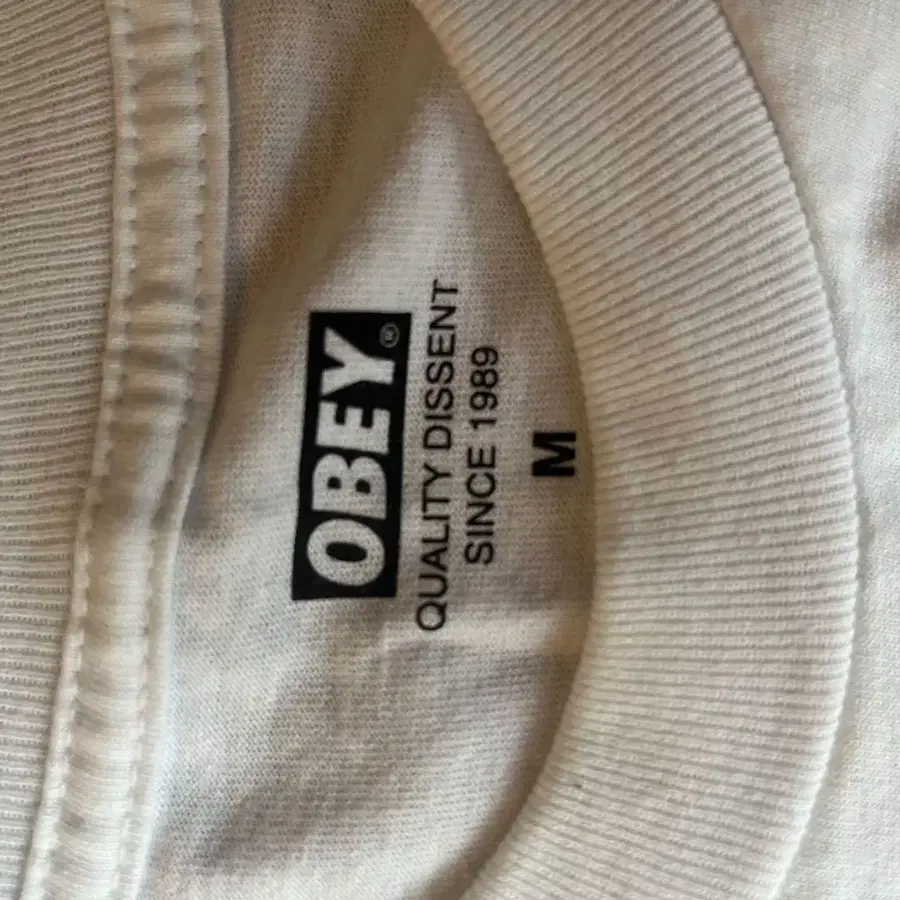 OBEY®
QUALITY DISSENT
SINCE 1989
M